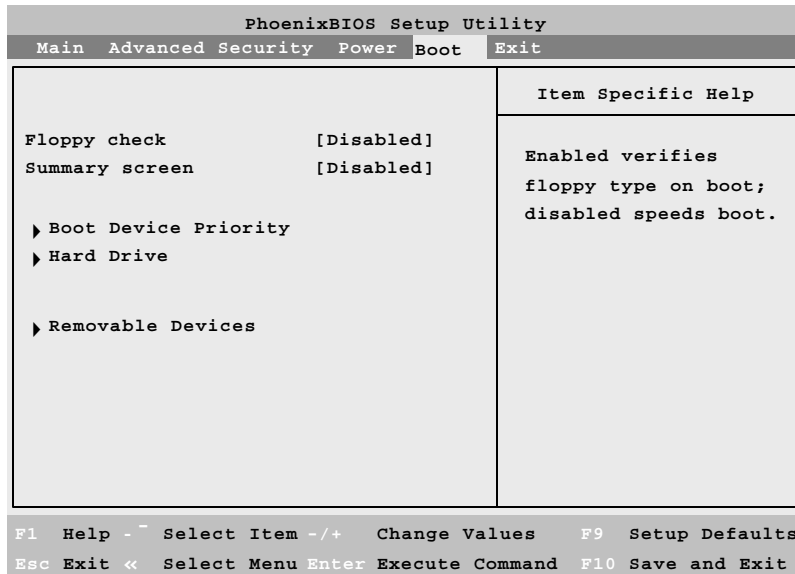 PhoenixBIOS Setup Utility
Main Advanced Security Power Boot Exit
Item Specific Help
Floppy check [Disabled]
Summary screen [Disabled]
Enabled verifies
floppy type on boot;
disabled speeds boot.
Boot Device Priority
Hard Drive
Removable Devices
F1 Help - ¯ Select Item -/+ Change Values F9 Setup Defaults
Esc Exit « Select Menu Enter Execute Command F10 Save and Exit